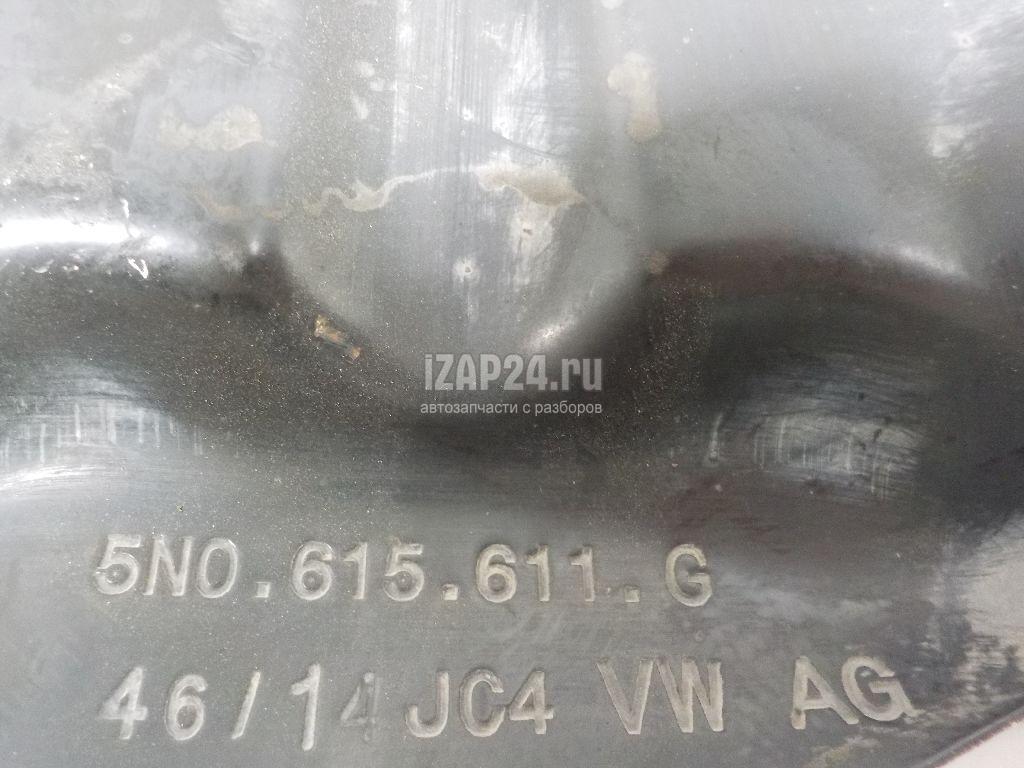 iZAP24.ru
автозапчасти с разборов
5N0.615.611.G
46/14 JC4 VW AG